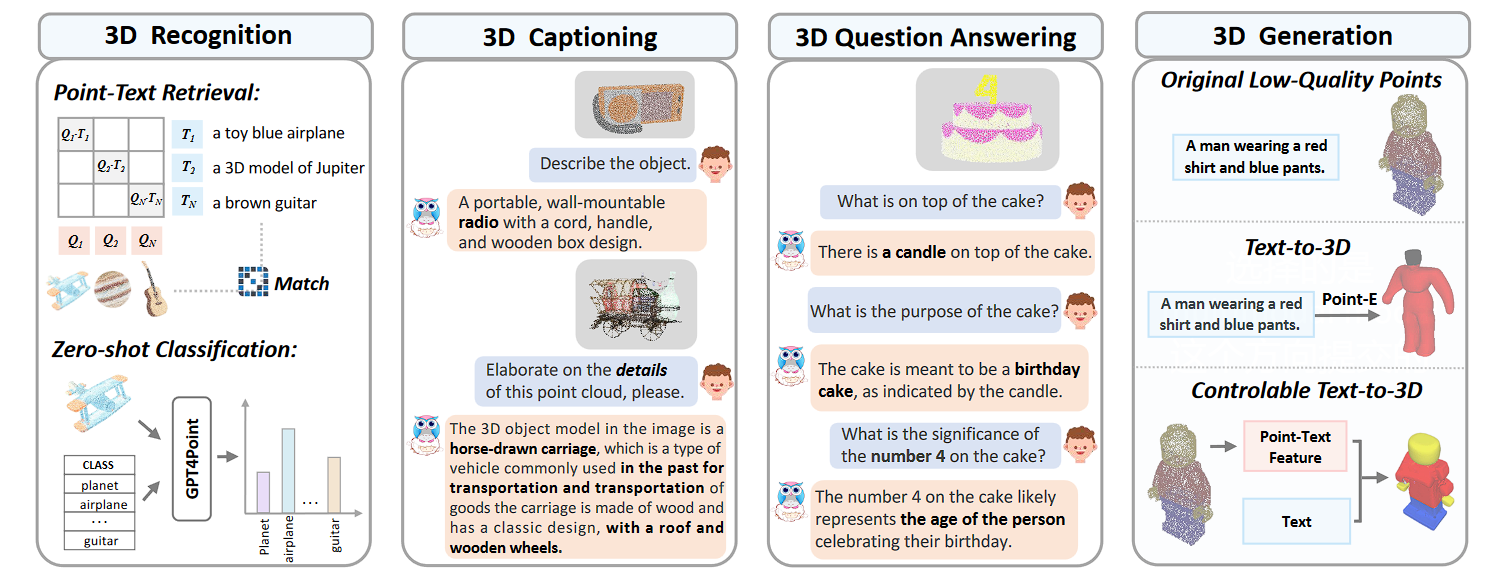 3D Recognition
Point-Text Retrieval:
Q1·T1
Q2·T2
QN·TN
T1 a toy blue airplane
T2 a 3D model of Jupiter
TN a brown guitar
Q1 Q2 QN
Match
Zero-shot Classification:
CLASS
planet
airplane
...
guitar
GPT4Point
...
Planet
airplane
guitar
3D Captioning
Describe the object.
A portable, wall-mountable
radio with a cord, handle,
and wooden box design.
Elaborate on the details
of this point cloud, please.
The 3D object model in the image is a
horse-drawn carriage, which is a type of
vehicle commonly used in the past for
transportation and transportation of
goods the carriage is made of wood and
has a classic design, with a roof and
wooden wheels.
3D Question Answering
4
What is on top of the cake?
There is a candle on top of the cake.
What is the purpose of the cake?
The cake is meant to be a birthday
cake, as indicated by the candle.
What is the significance of
the number 4 on the cake?
The number 4 on the cake likely
represents the age of the person
celebrating their birthday.
3D Generation
Original Low-Quality Points
A man wearing a red
shirt and blue pants.
Text-to-3D
A man wearing a red
shirt and blue pants.
Point-E
Controlable Text-to-3D
Point-Text
Feature
Text